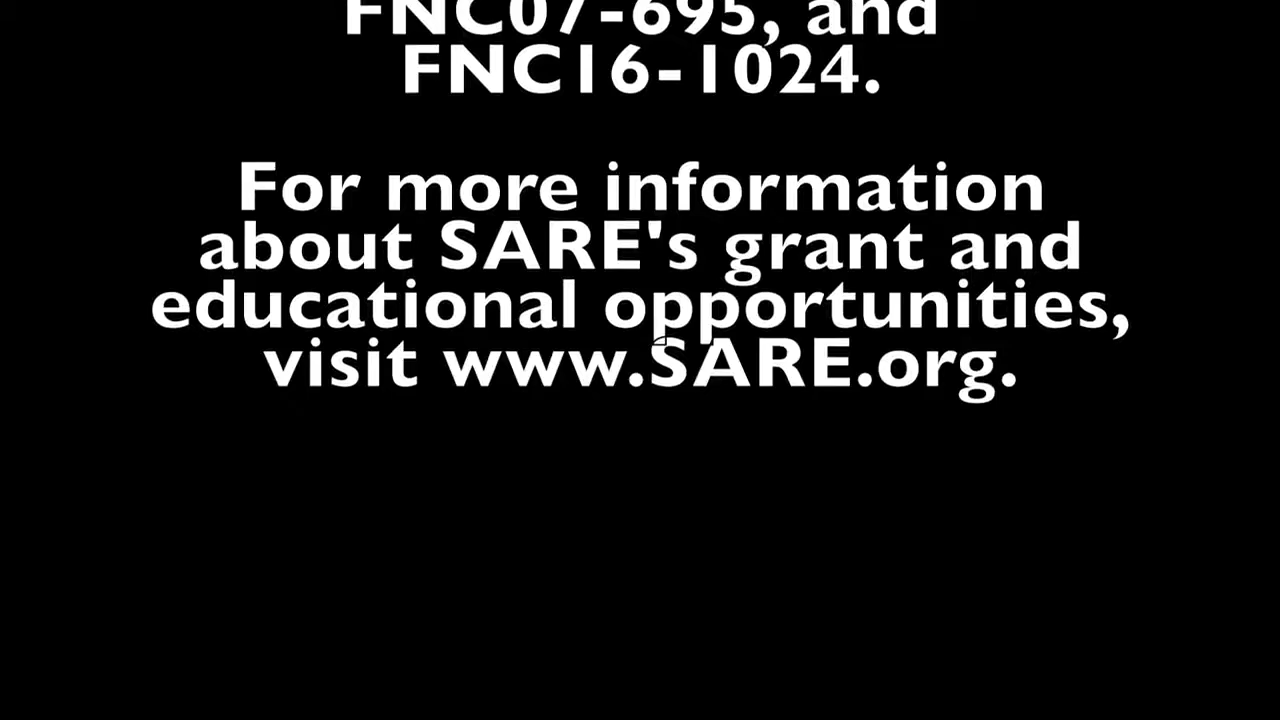 FNC07-695, and
FNC16-1024.
For more information
about SARE's grant and
educational opportunities,
visit www.SARE.org.